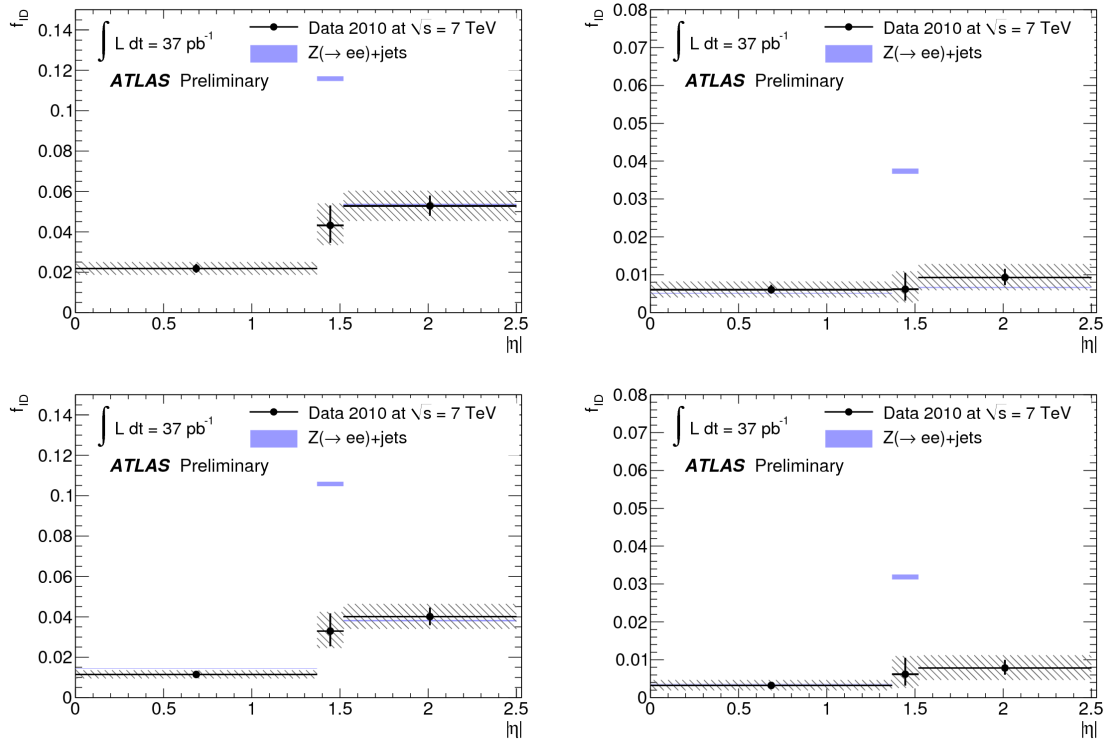 f_ID
0.14
0.12
0.1
0.08
0.06
0.04
0.02
0
∫ L dt = 37 pb⁻¹
Data 2010 at √s = 7 TeV
Z(→ ee)+jets
ATLAS Preliminary
0 0.5 1 1.5 2 2.5
|η|
f_ID
0.08
0.07
0.06
0.05
0.04
0.03
0.02
0.01
0
∫ L dt = 37 pb⁻¹
Data 2010 at √s = 7 TeV
Z(→ ee)+jets
ATLAS Preliminary
0 0.5 1 1.5 2 2.5
|η|
f_ID
0.14
0.12
0.1
0.08
0.06
0.04
0.02
0
∫ L dt = 37 pb⁻¹
Data 2010 at √s = 7 TeV
Z(→ ee)+jets
ATLAS Preliminary
0 0.5 1 1.5 2 2.5
|η|
f_ID
0.08
0.07
0.06
0.05
0.04
0.03
0.02
0.01
0
∫ L dt = 37 pb⁻¹
Data 2010 at √s = 7 TeV
Z(→ ee)+jets
ATLAS Preliminary
0 0.5 1 1.5 2 2.5
|η|